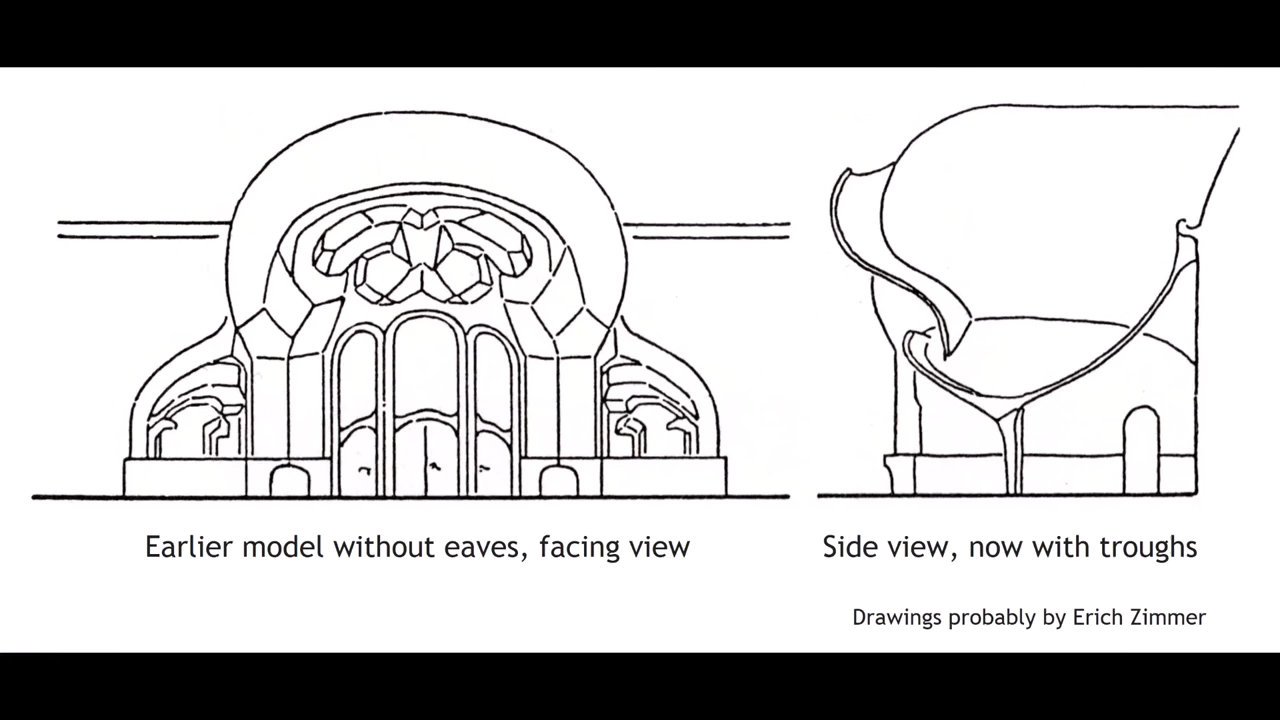 Earlier model without eaves, facing view
Side view, now with troughs
Drawings probably by Erich Zimmer